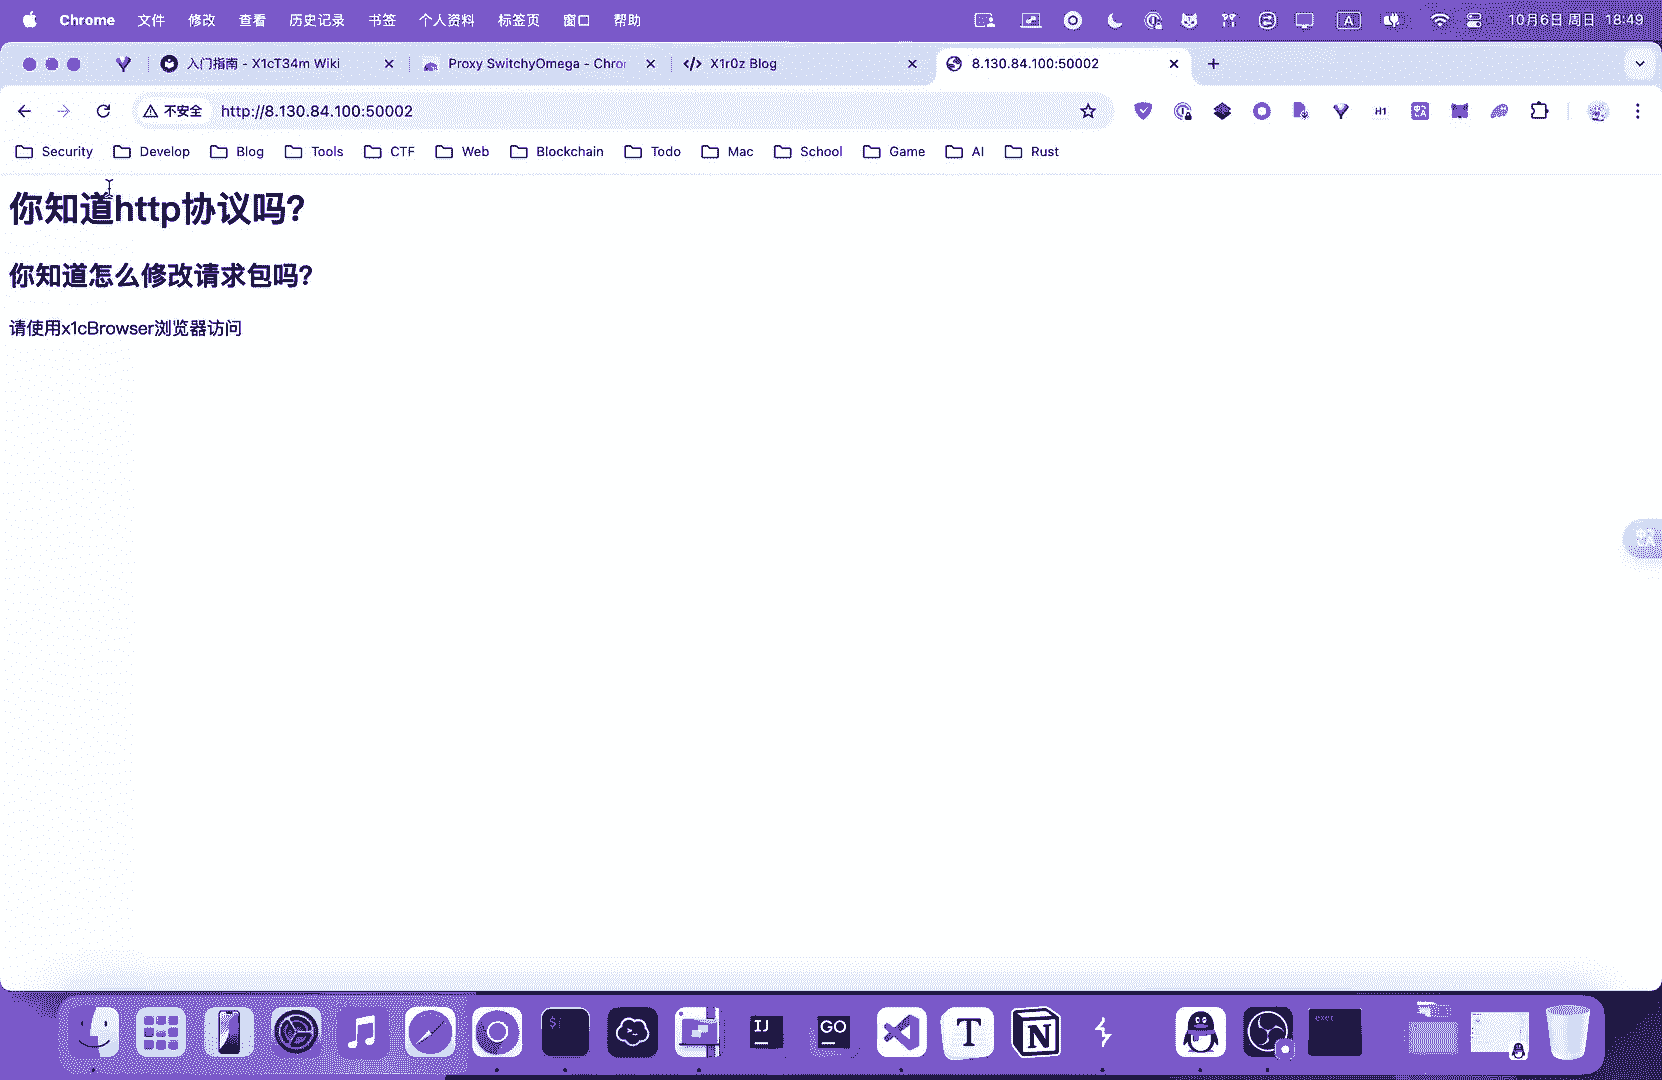 Chrome 文件 修改 查看 历史记录 书签 个人资料 标签页 窗口 帮助 A 10月6日 周日 18:49
入门指南 - X1cT34m Wiki Proxy SwitchyOmega - Chro </> X1r0z Blog 8.130.84.100:50002
不安全 http://8.130.84.100:50002 H1
Security Develop Blog Tools CTF Web Blockchain Todo Mac School Game AI Rust
你知道http协议吗?
你知道怎么修改请求包吗?
请使用x1cBrowser浏览器访问
$ IJ GO T N exec